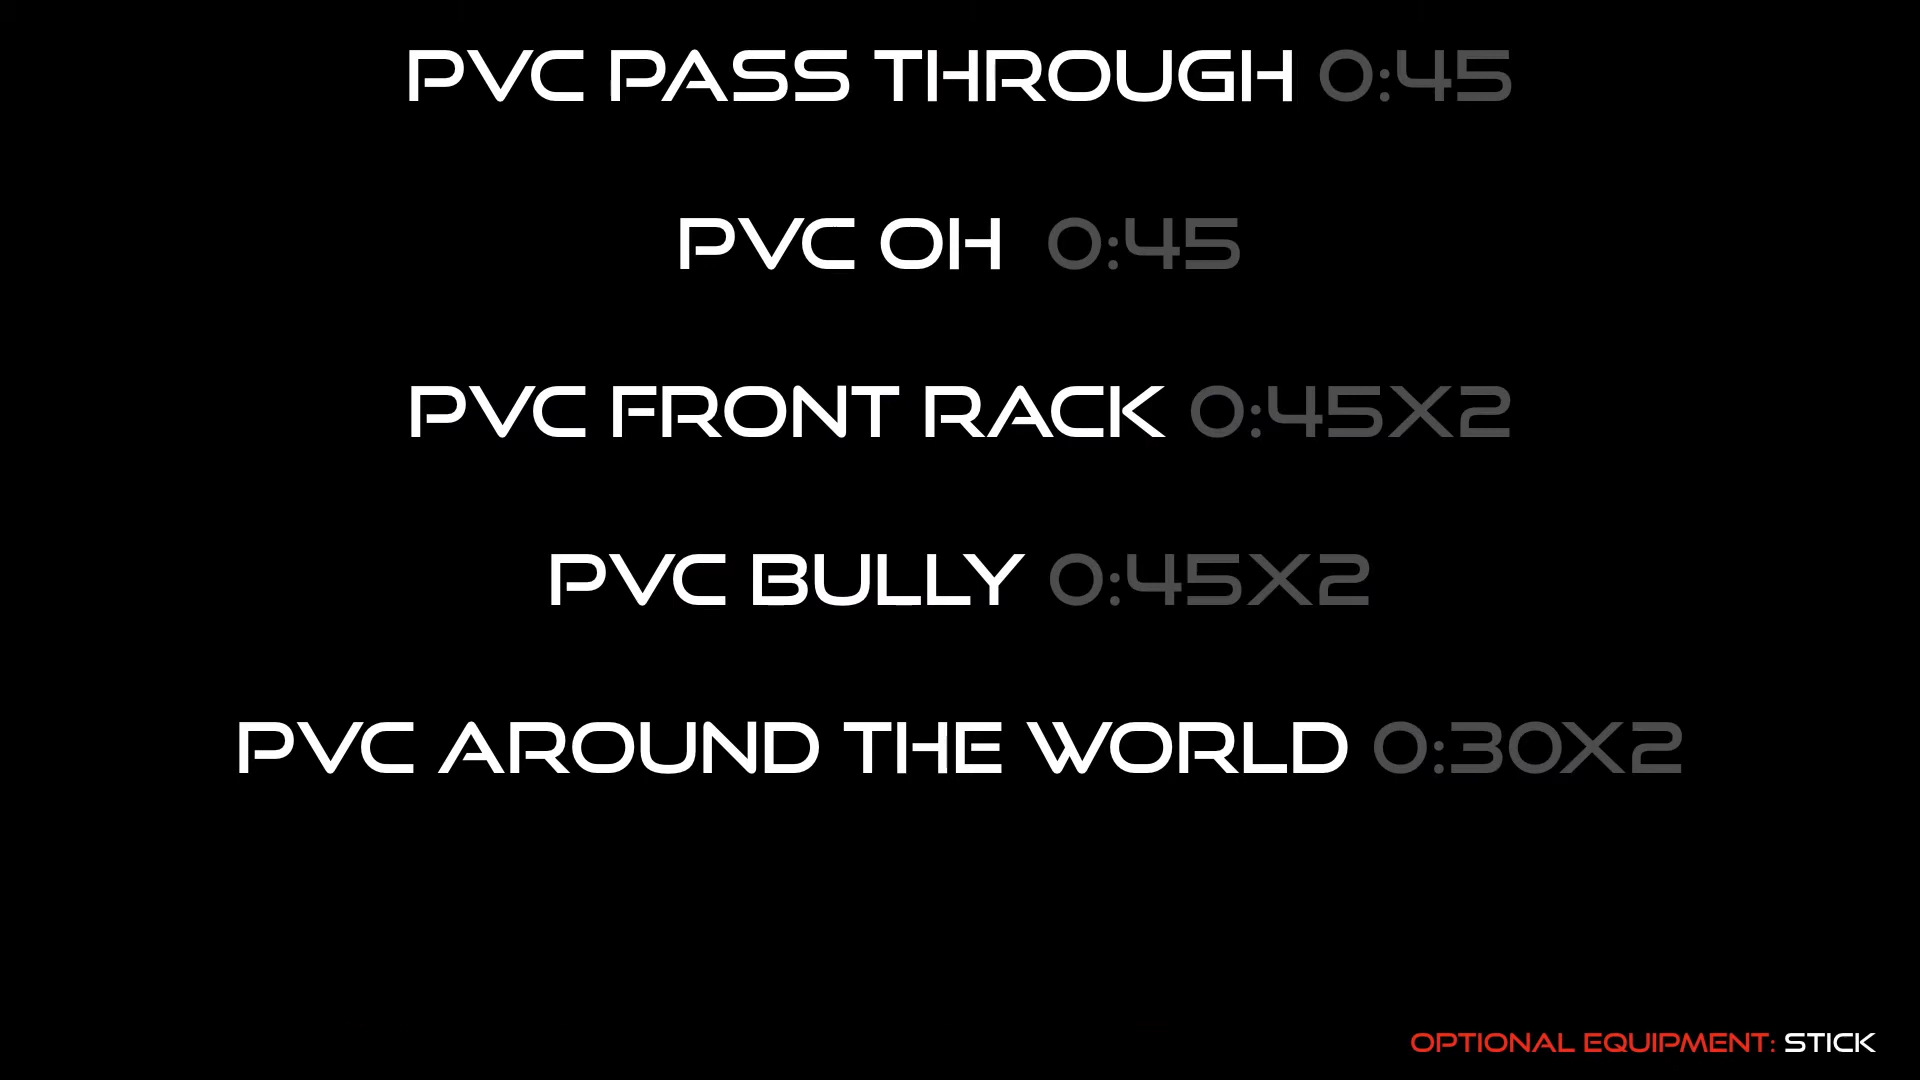 PVC PASS THROUGH 0:45
PVC OH 0:45
PVC FRONT RACK 0:45X2
PVC BULLY 0:45X2
PVC AROUND THE WORLD 0:30X2
OPTIONAL EQUIPMENT: STICK